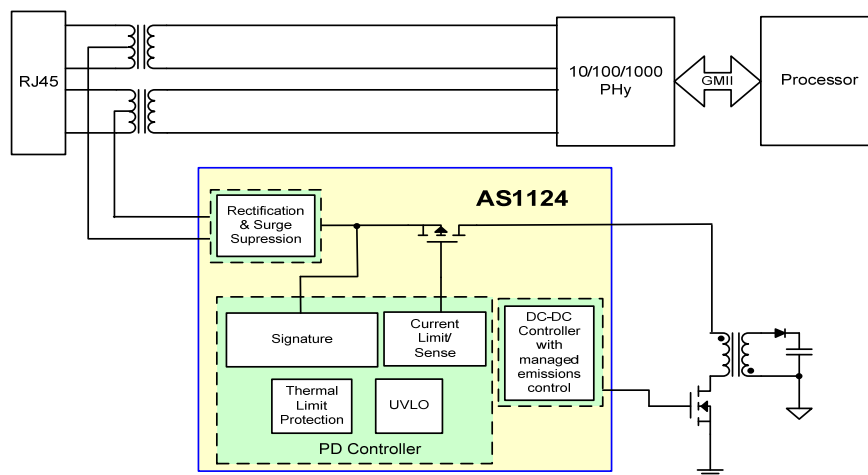 RJ45
10/100/1000
PHy
GMII
Processor
AS1124
Rectification
& Surge
Supression
Signature
Current
Limit/
Sense
DC-DC
Controller
with
managed
emissions
control
Thermal
Limit
Protection
UVLO
PD Controller